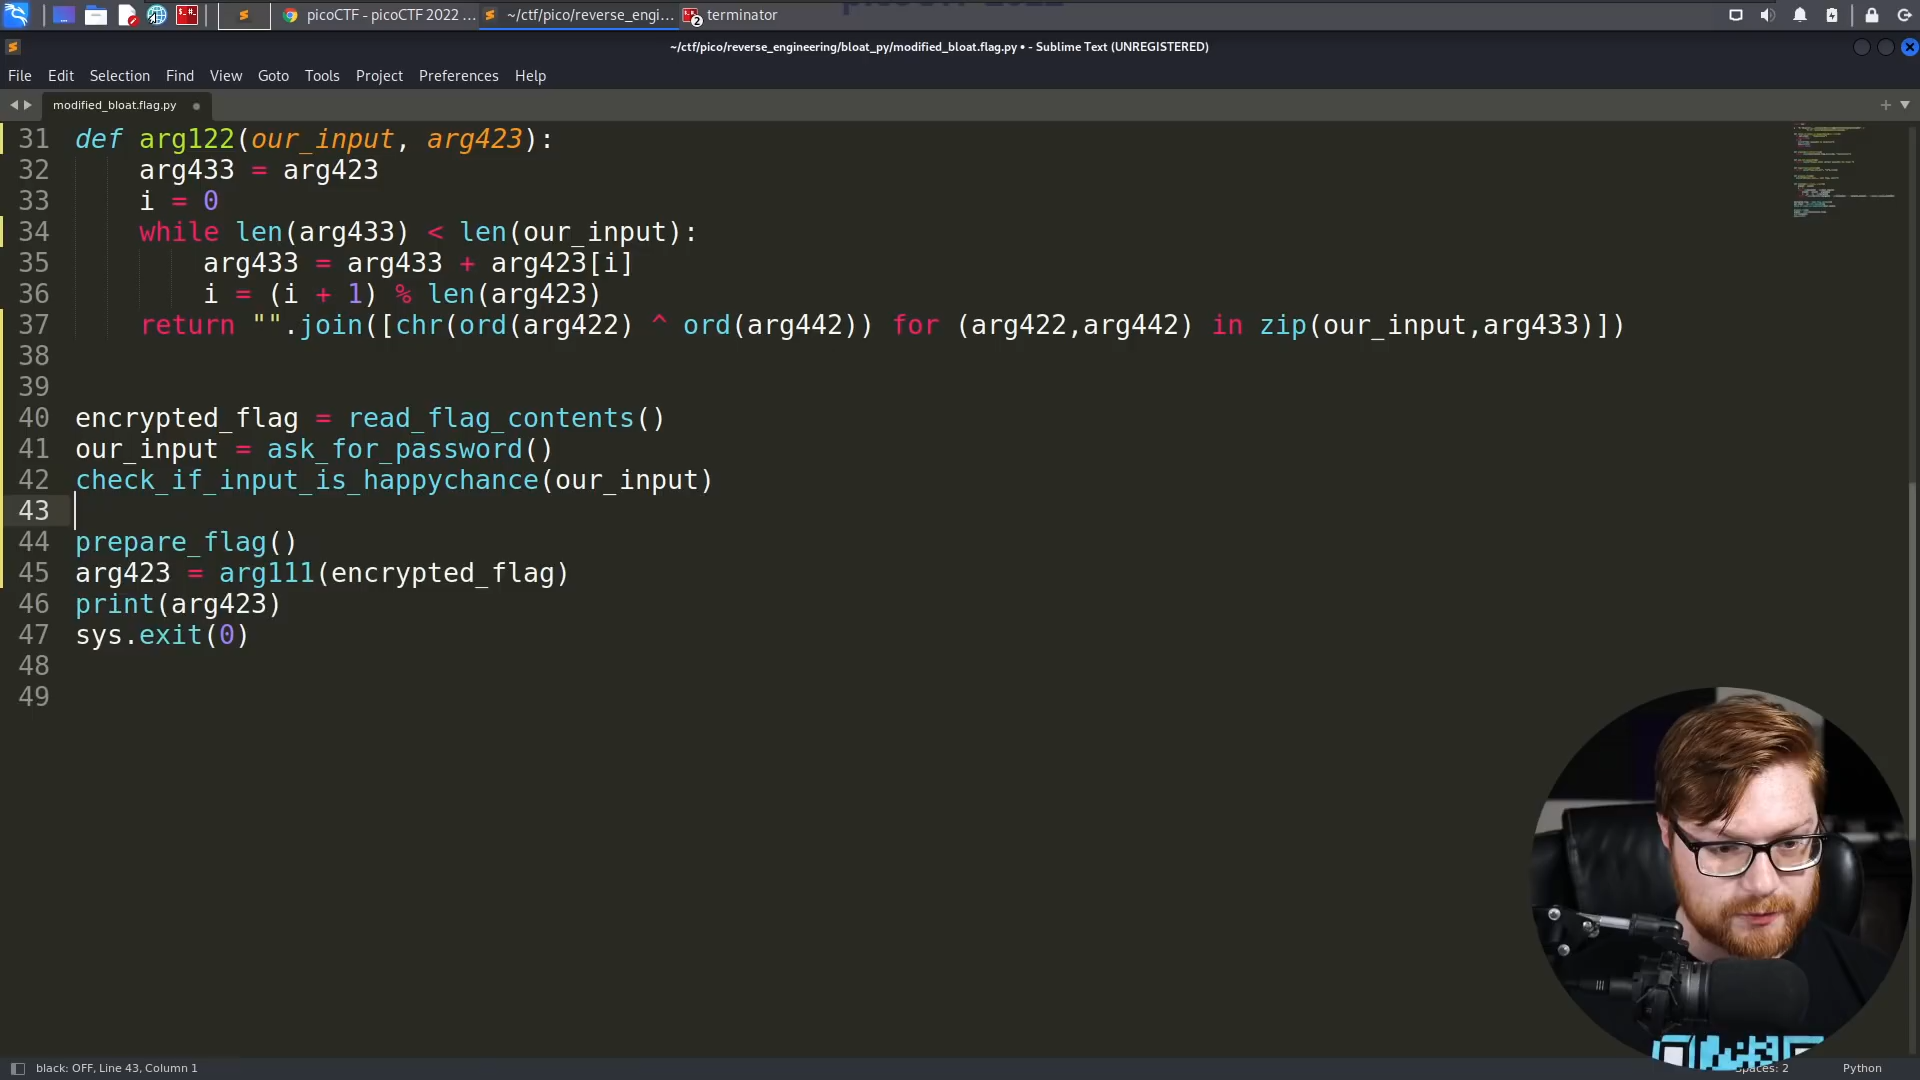 picoCTF - picoCTF 2022 ...
~/ctf/pico/reverse_engi...
2
terminator
~/ctf/pico/reverse_engineering/bloat_py/modified_bloat.flag.py • - Sublime Text (UNREGISTERED)
File Edit Selection Find View Goto Tools Project Preferences Help
modified_bloat.flag.py
31 def arg122(our_input, arg423):
32 arg433 = arg423
33 i = 0
34 while len(arg433) < len(our_input):
35 arg433 = arg433 + arg423[i]
36 i = (i + 1) % len(arg423)
37 return "".join([chr(ord(arg422) ^ ord(arg442)) for (arg422,arg442) in zip(our_input,arg433)])
38
39
40 encrypted_flag = read_flag_contents()
41 our_input = ask_for_password()
42 check_if_input_is_happychance(our_input)
43
44 prepare_flag()
45 arg423 = arg111(encrypted_flag)
46 print(arg423)
47 sys.exit(0)
48
49
black: OFF, Line 43, Column 1
Spaces: 2
Python